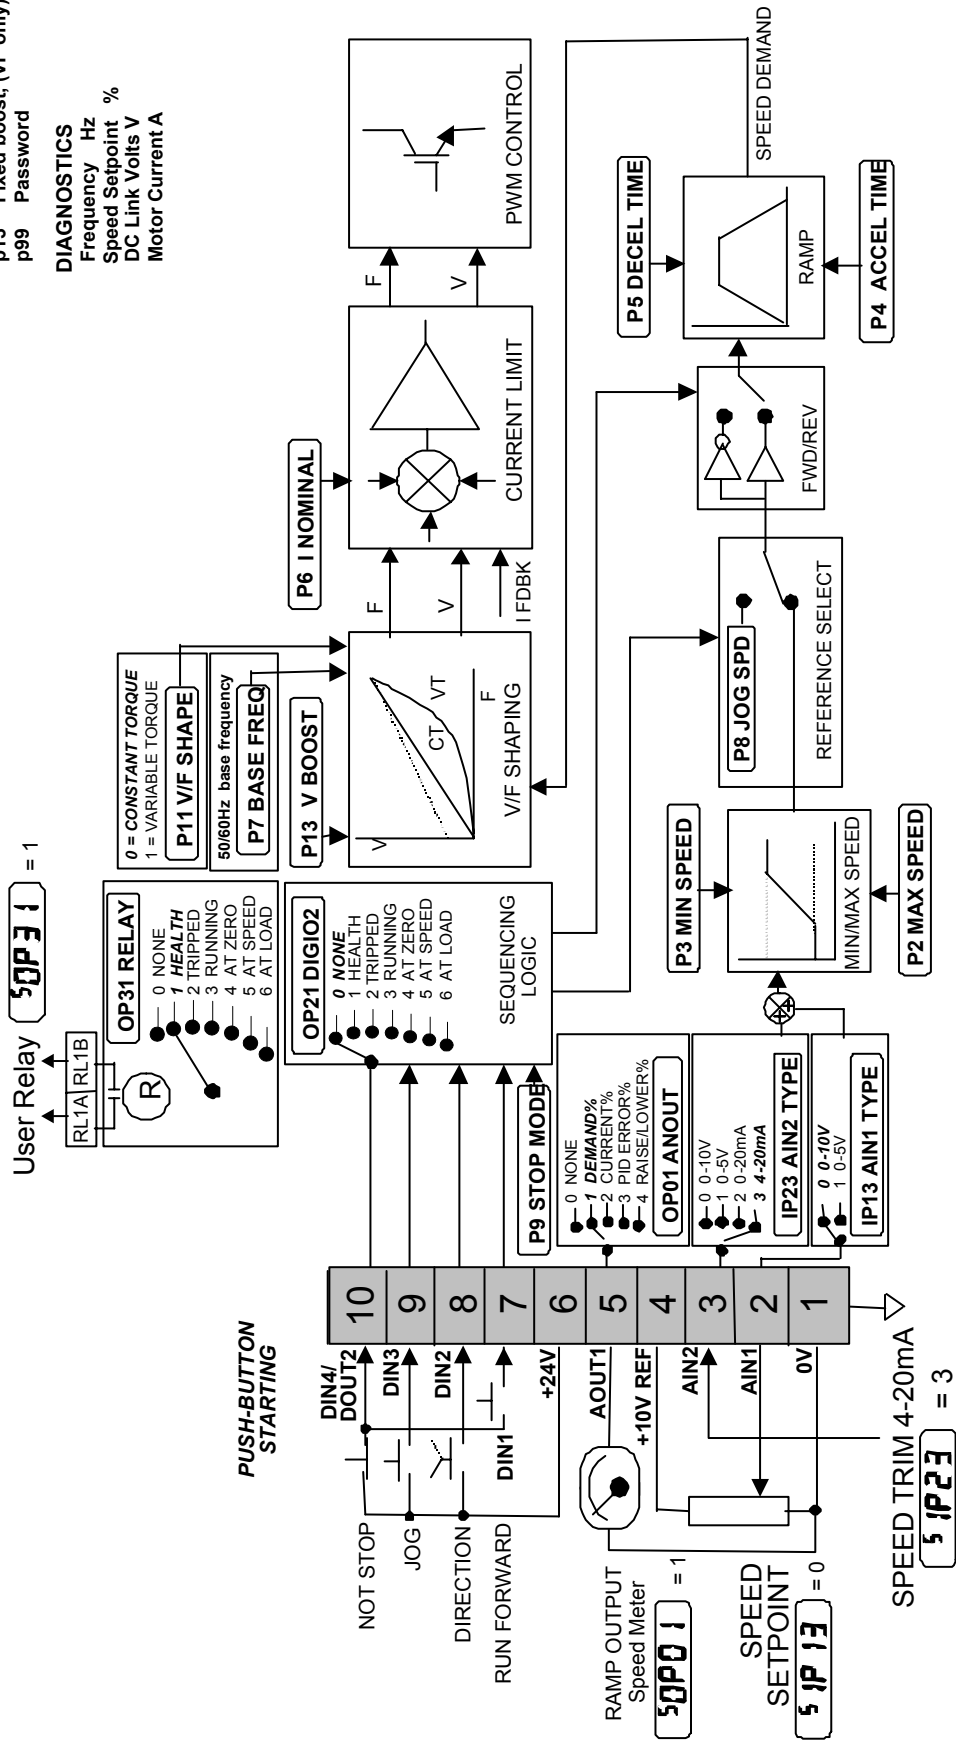 p13 Fixed boost, (VF only)
p99 Password
DIAGNOSTICS
Frequency Hz
Speed Setpoint %
DC Link Volts V
Motor Current A
User Relay SOP31 = 1
RL1A RL1B
R
OP31 RELAY
0 NONE
1 HEALTH
2 TRIPPED
3 RUNNING
4 AT ZERO
5 AT SPEED
6 AT LOAD
0 = CONSTANT TORQUE
1 = VARIABLE TORQUE
P11 V/F SHAPE
50/60Hz base frequency
P7 BASE FREQ
P13 V BOOST
V
CT VT
F
V/F SHAPING
F
V
I FDBK
P6 I NOMINAL
CURRENT LIMIT
F
V
PWM CONTROL
OP21 DIGIO2
0 NONE
1 HEALTH
2 TRIPPED
3 RUNNING
4 AT ZERO
5 AT SPEED
6 AT LOAD
SEQUENCING
LOGIC
P9 STOP MODE
PUSH-BUTTON
STARTING
NOT STOP
JOG
DIRECTION
RUN FORWARD
DIN4/
DOUT2
DIN3
DIN2
DIN1
+24V
AOUT1
+10V REF
AIN2
AIN1
0V
10
9
8
7
6
5
4
3
2
1
0 NONE
1 DEMAND%
2 CURRENT%
3 PID ERROR%
4 RAISE/LOWER%
OP01 ANOUT
0 0-10V
1 0-5V
2 0-20mA
3 4-20mA
IP23 AIN2 TYPE
0 0-10V
1 0-5V
IP13 AIN1 TYPE
RAMP OUTPUT
Speed Meter
SOP01 = 1
SPEED
SETPOINT
SIP13 = 0
SPEED TRIM 4-20mA
SIP23 = 3
P3 MIN SPEED
MIN/MAX SPEED
P2 MAX SPEED
P8 JOG SPD
REFERENCE SELECT
FWD/REV
P5 DECEL TIME
RAMP
P4 ACCEL TIME
SPEED DEMAND